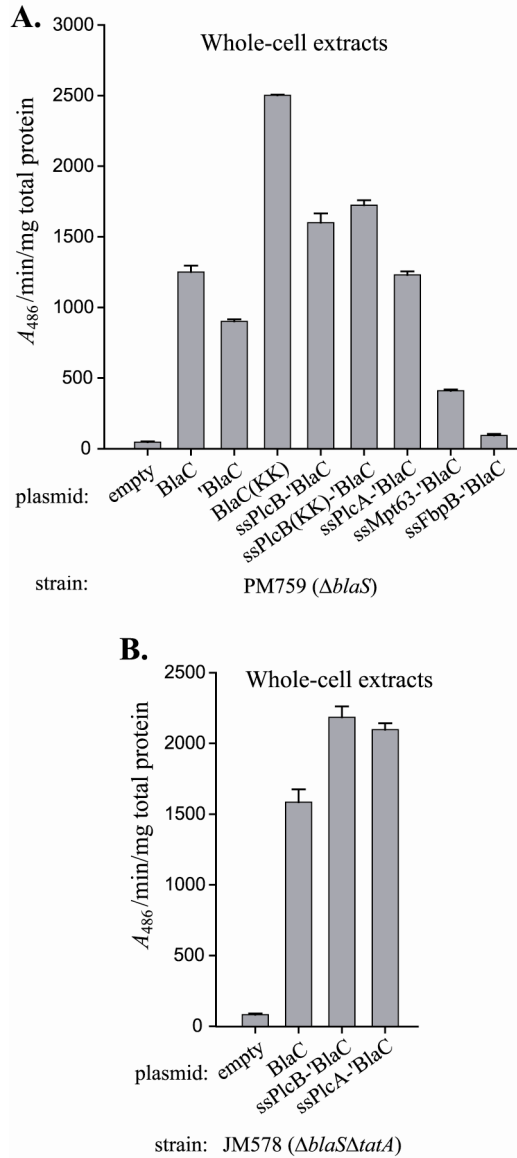 A.
Whole-cell extracts
A486/min/mg total protein
3000
2500
2000
1500
1000
500
0
plasmid:
empty
BlaC
'BlaC
BlaC(KK)
ssPlcB-'BlaC
ssPlcB(KK)-'BlaC
ssPlcA-'BlaC
ssMpt63-'BlaC
ssFbpB-'BlaC
strain: PM759 (ΔblaS)
B.
Whole-cell extracts
A486/min/mg total protein
2500
2000
1500
1000
500
0
plasmid:
empty
BlaC
ssPlcB-'BlaC
ssPlcA-'BlaC
strain: JM578 (ΔblaSΔtatA)